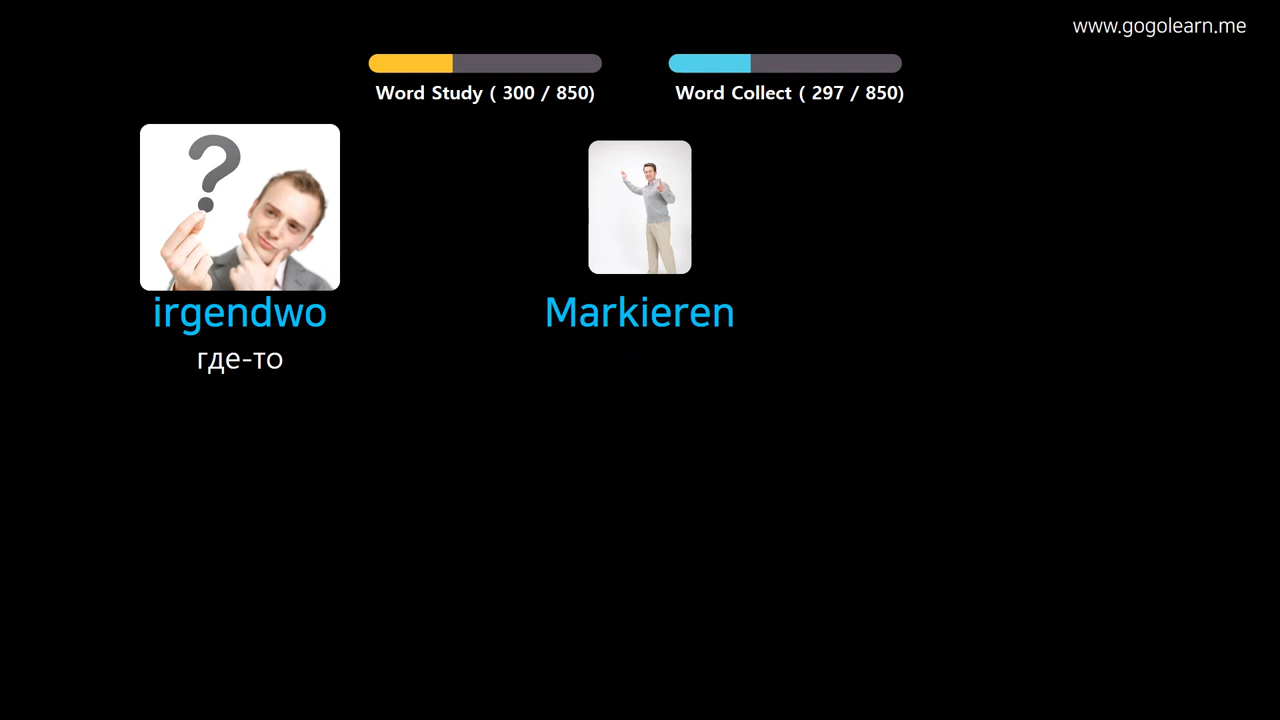 www.gogolearn.me
Word Study ( 300 / 850)
Word Collect ( 297 / 850)
irgendwo
Markieren
где-то